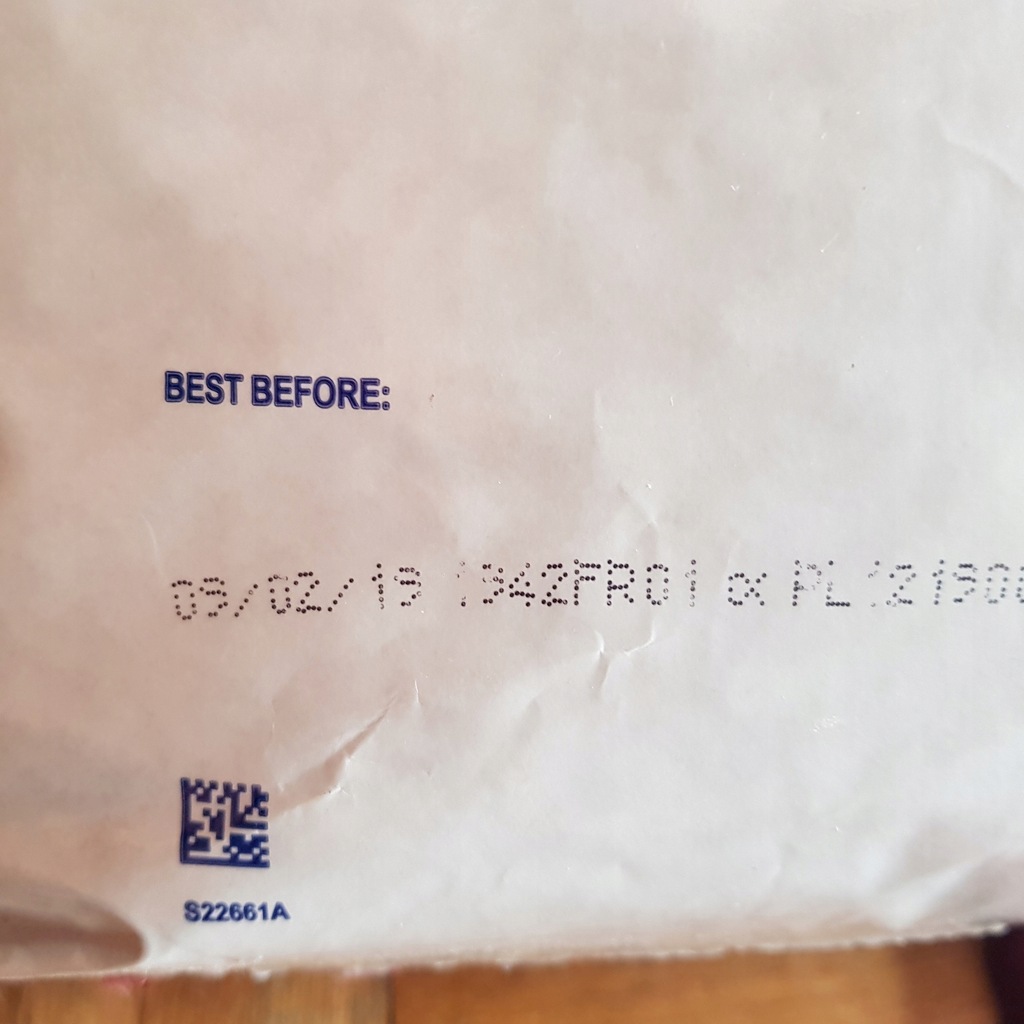 BEST BEFORE:
09/02/19 1342FR01 PL
S22661A